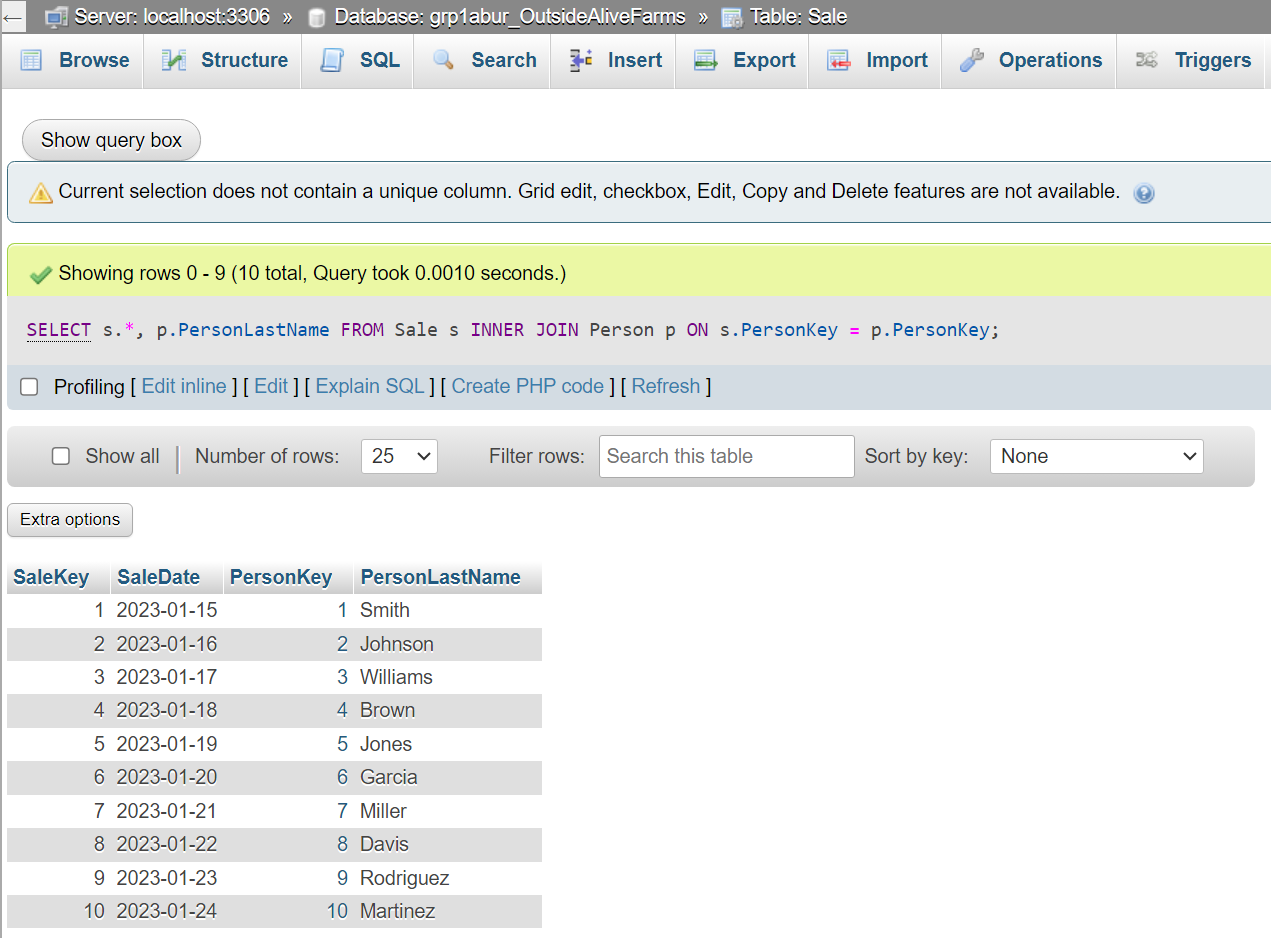 Server: localhost:3306 » Database: grp1abur_OutsideAliveFarms » Table: Sale
Browse Structure SQL Search Insert Export Import Operations Triggers
Show query box
Current selection does not contain a unique column. Grid edit, checkbox, Edit, Copy and Delete features are not available.
Showing rows 0 - 9 (10 total, Query took 0.0010 seconds.)
SELECT s.*, p.PersonLastName FROM Sale s INNER JOIN Person p ON s.PersonKey = p.PersonKey;
Profiling [ Edit inline ] [ Edit ] [ Explain SQL ] [ Create PHP code ] [ Refresh ]
Show all | Number of rows: 25 Filter rows: Search this table Sort by key: None
Extra options
SaleKey SaleDate PersonKey PersonLastName
1 2023-01-15 1 Smith
2 2023-01-16 2 Johnson
3 2023-01-17 3 Williams
4 2023-01-18 4 Brown
5 2023-01-19 5 Jones
6 2023-01-20 6 Garcia
7 2023-01-21 7 Miller
8 2023-01-22 8 Davis
9 2023-01-23 9 Rodriguez
10 2023-01-24 10 Martinez